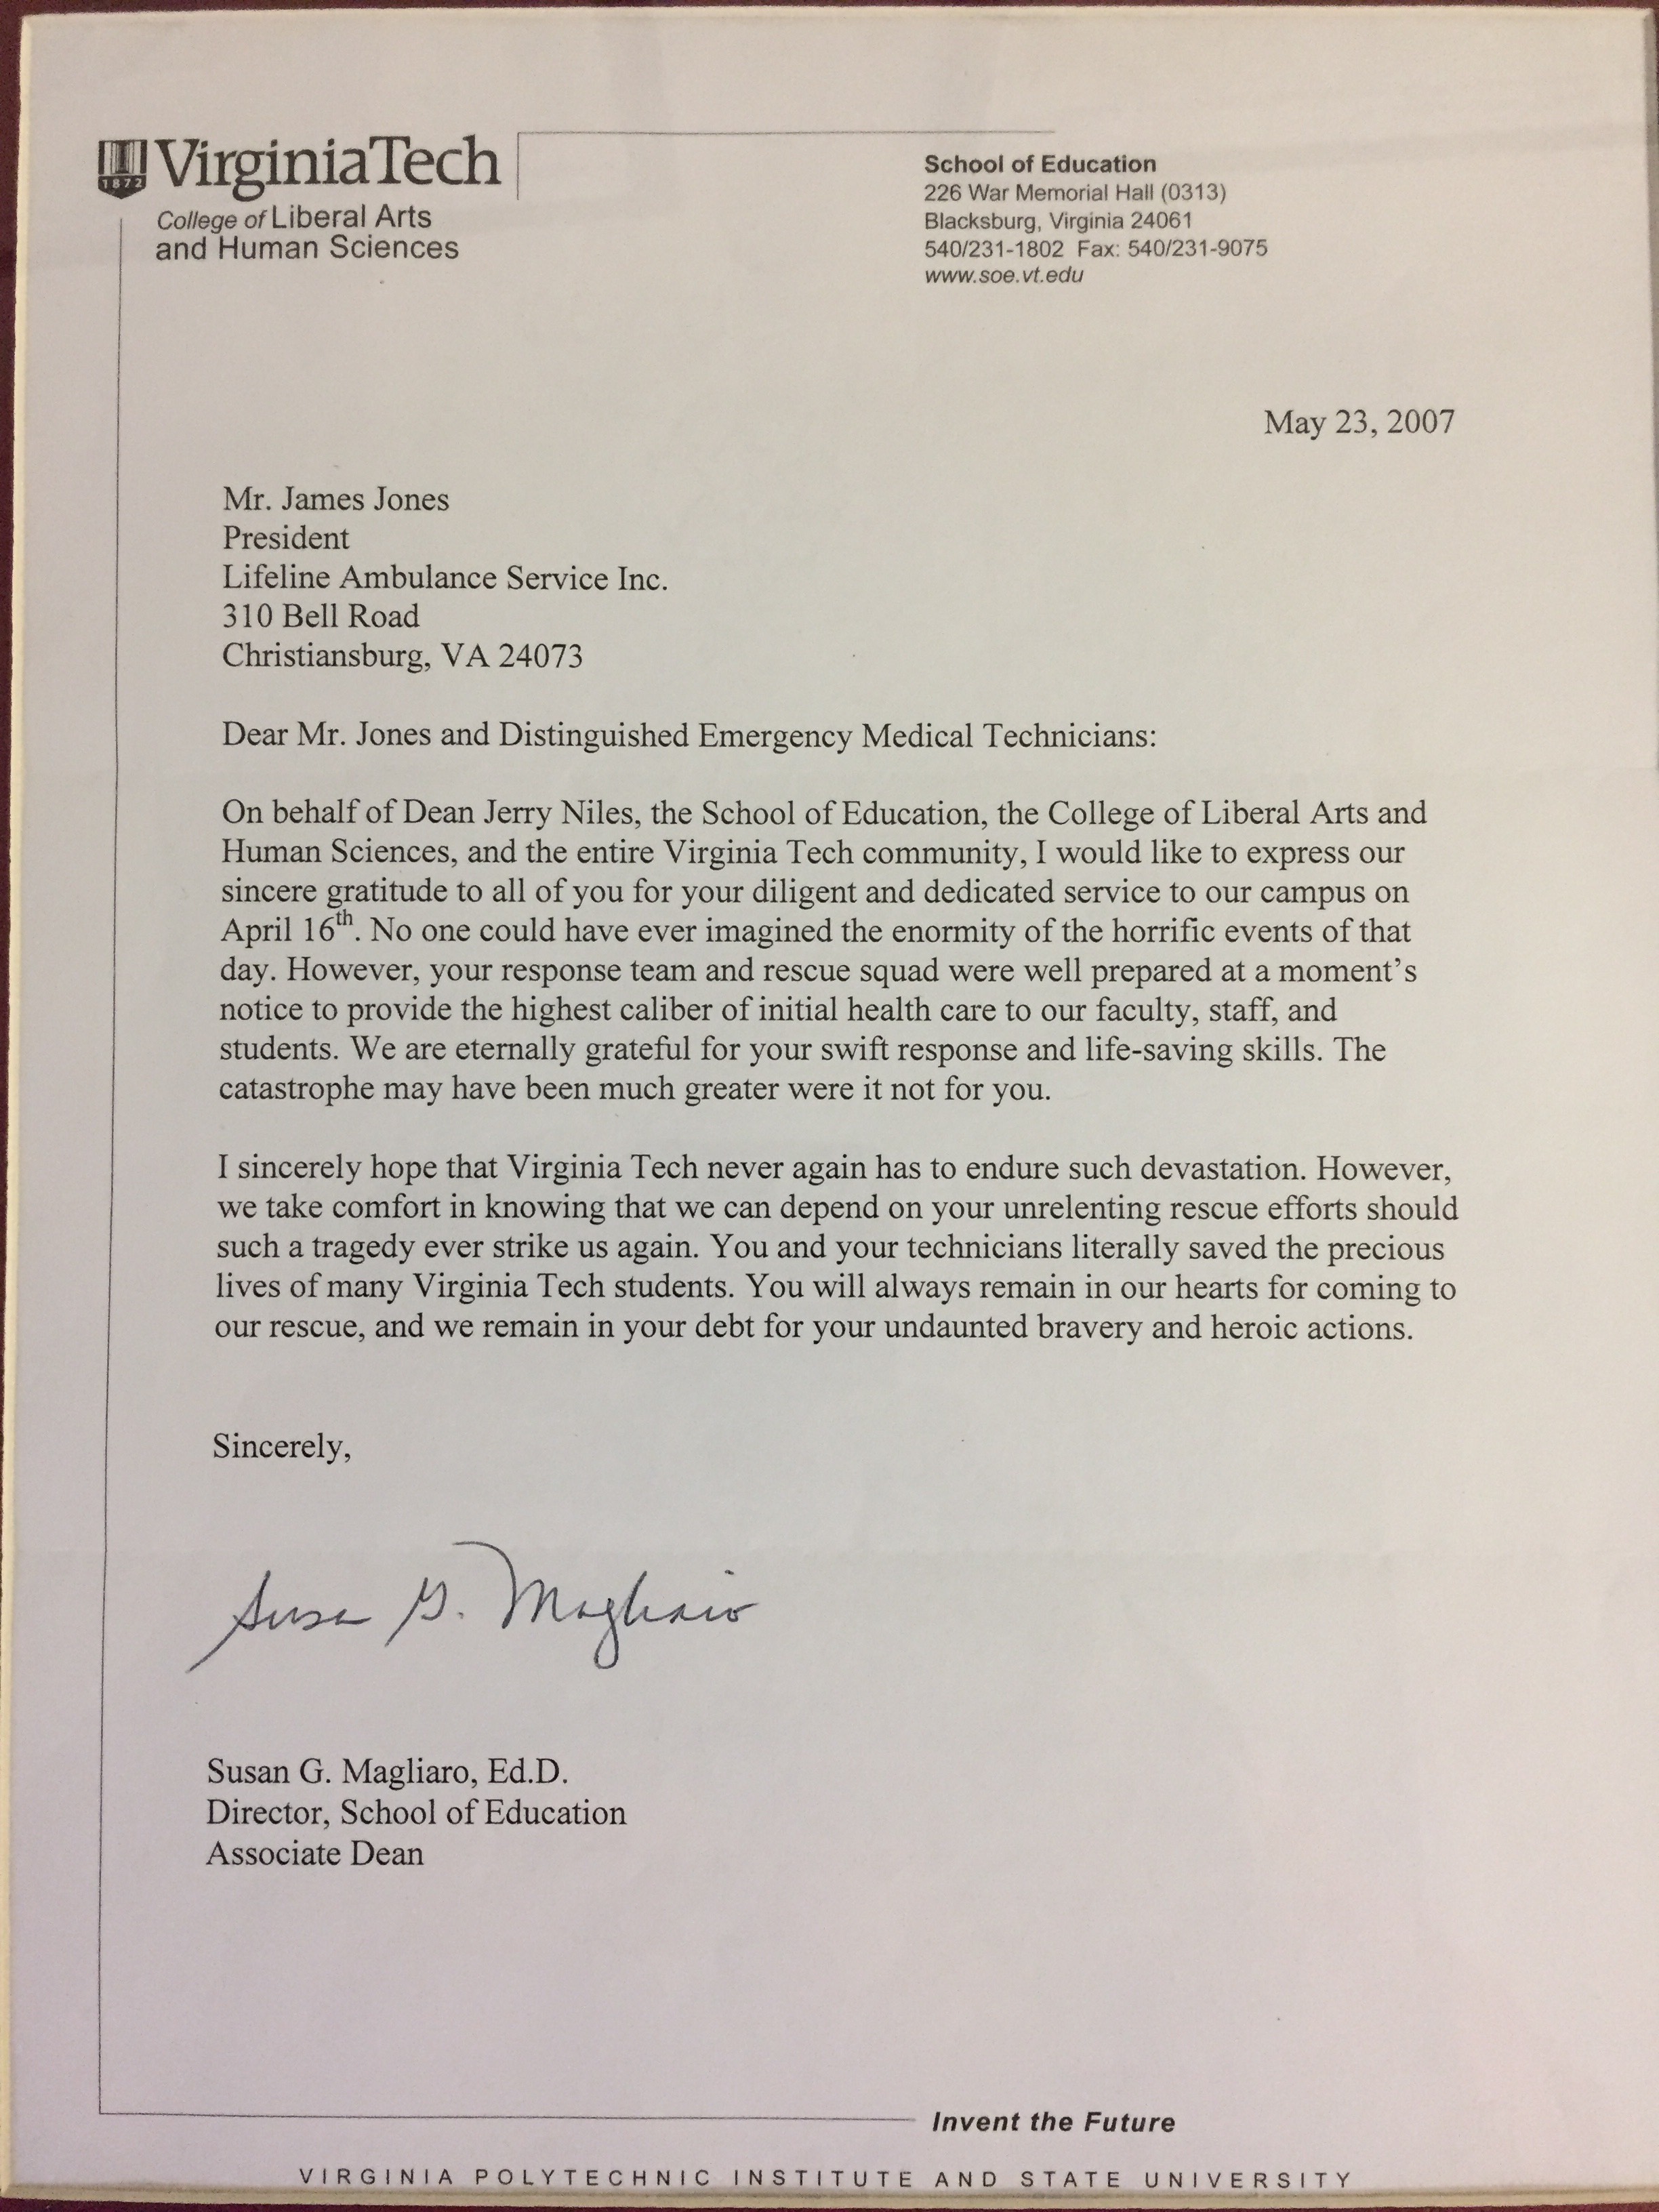 VirginiaTech
1872
College of Liberal Arts
and Human Sciences
School of Education
226 War Memorial Hall (0313)
Blacksburg, Virginia 24061
540/231-1802 Fax: 540/231-9075
www.soe.vt.edu
May 23, 2007
Mr. James Jones
President
Lifeline Ambulance Service Inc.
310 Bell Road
Christiansburg, VA 24073
Dear Mr. Jones and Distinguished Emergency Medical Technicians:
On behalf of Dean Jerry Niles, the School of Education, the College of Liberal Arts and
Human Sciences, and the entire Virginia Tech community, I would like to express our
sincere gratitude to all of you for your diligent and dedicated service to our campus on
April 16th. No one could have ever imagined the enormity of the horrific events of that
day. However, your response team and rescue squad were well prepared at a moment's
notice to provide the highest caliber of initial health care to our faculty, staff, and
students. We are eternally grateful for your swift response and life-saving skills. The
catastrophe may have been much greater were it not for you.
I sincerely hope that Virginia Tech never again has to endure such devastation. However,
we take comfort in knowing that we can depend on your unrelenting rescue efforts should
such a tragedy ever strike us again. You and your technicians literally saved the precious
lives of many Virginia Tech students. You will always remain in our hearts for coming to
our rescue, and we remain in your debt for your undaunted bravery and heroic actions.
Sincerely,
Susan G. Magliaro
Susan G. Magliaro, Ed.D.
Director, School of Education
Associate Dean
Invent the Future
VIRGINIA POLYTECHNIC INSTITUTE AND STATE UNIVERSITY